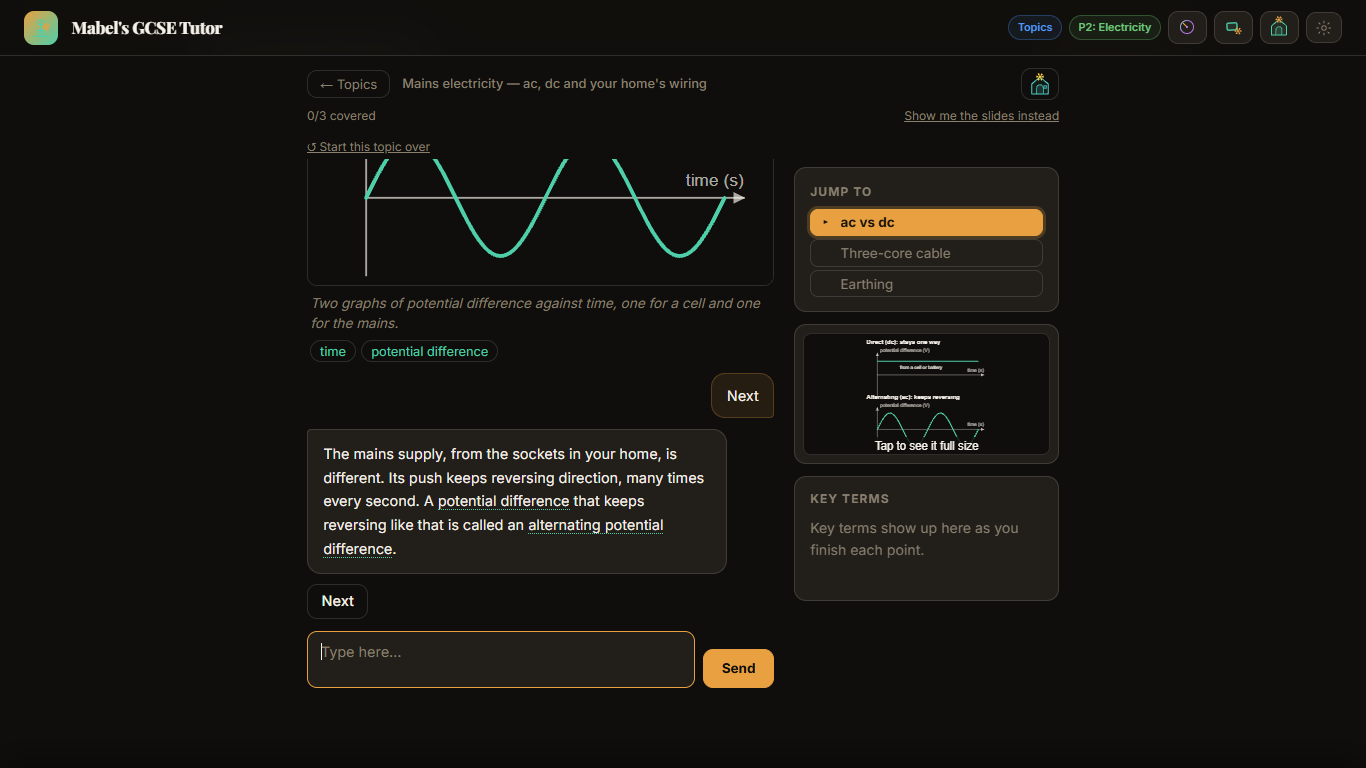 Mabel's GCSE Tutor
Topics
P2: Electricity
← Topics
Mains electricity — ac, dc and your home's wiring
0/3 covered
Show me the slides instead
↺ Start this topic over
time (s)
Two graphs of potential difference against time, one for a cell and one
for the mains.
time
potential difference
Next
The mains supply, from the sockets in your home, is
different. Its push keeps reversing direction, many times
every second. A potential difference that keeps
reversing like that is called an alternating potential
difference.
Next
Type here...
Send
JUMP TO
ac vs dc
Three-core cable
Earthing
Direct (dc): stays one way
potential difference (V)
from a cell or battery
time (s)
Alternating (ac): keeps reversing
potential difference (V)
time (s)
Tap to see it full size
KEY TERMS
Key terms show up here as you
finish each point.